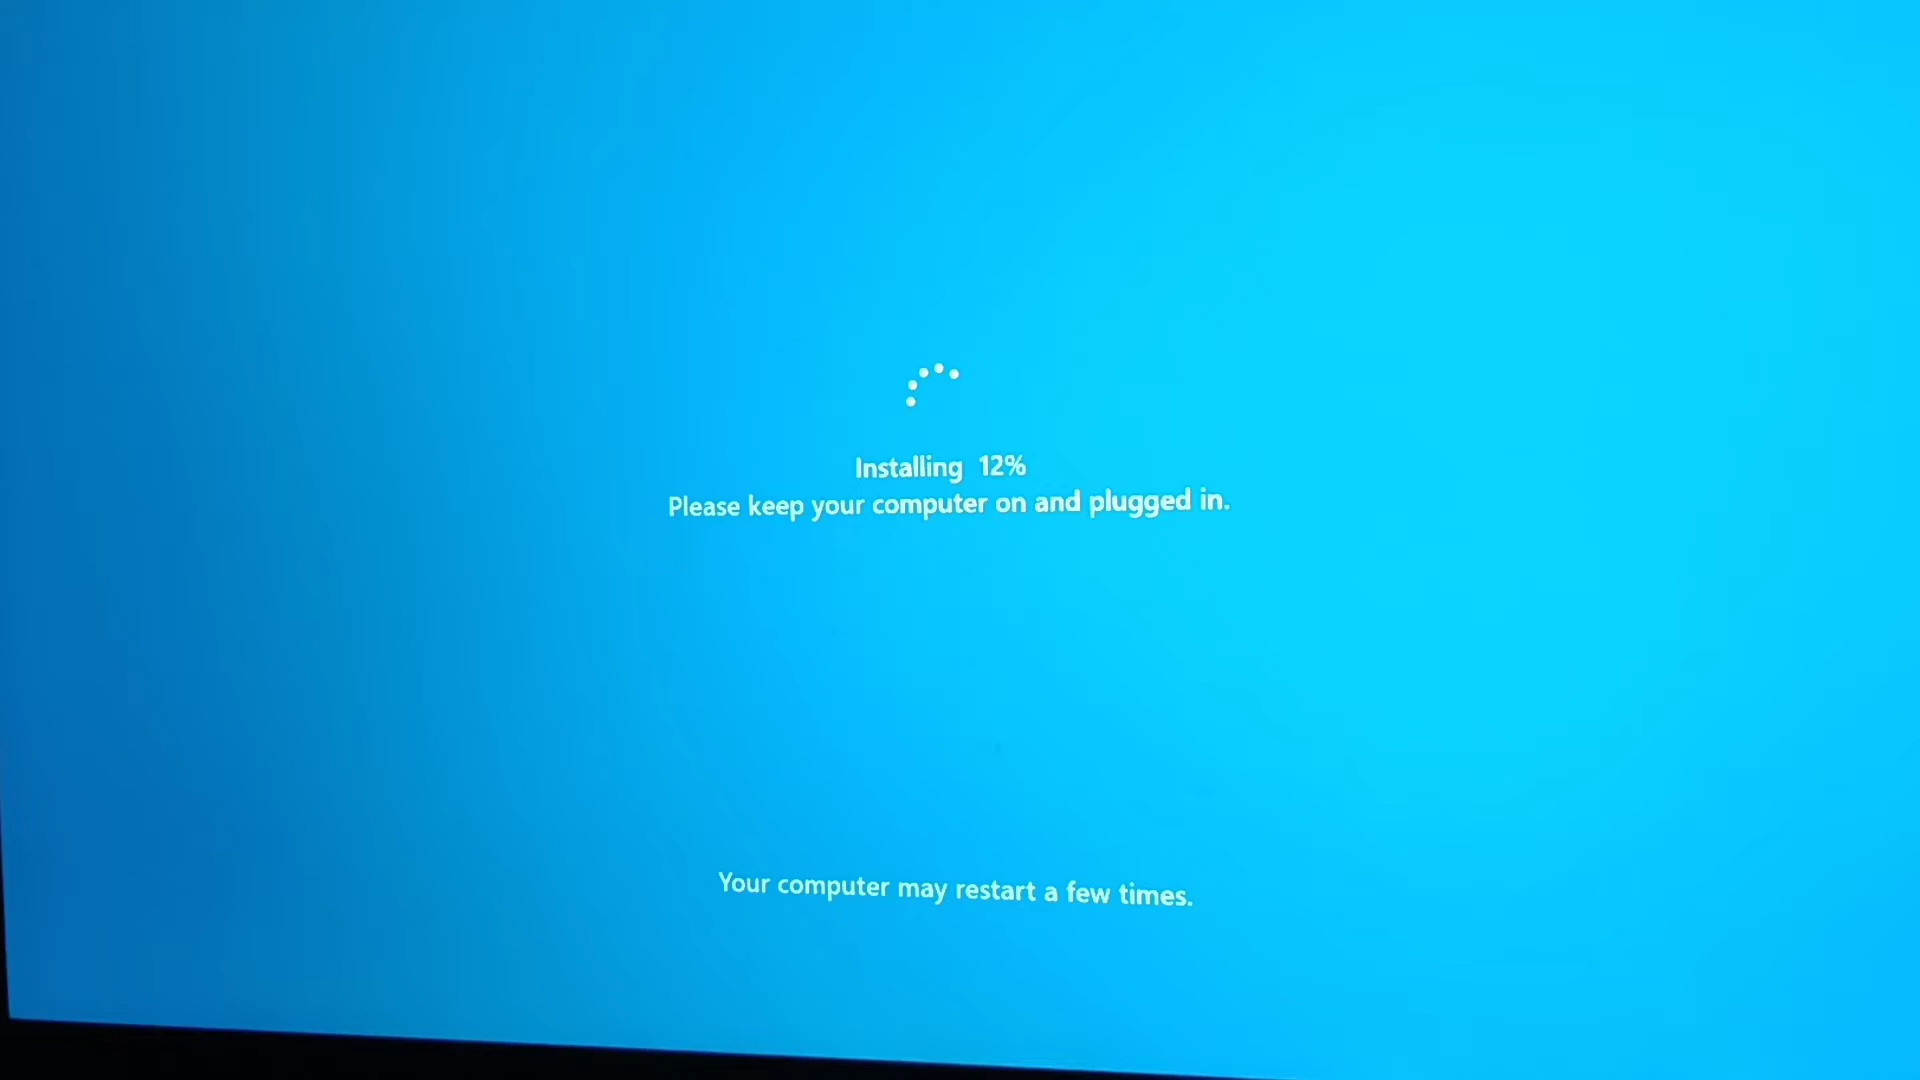 Installing 12%
Please keep your computer on and plugged in.
Your computer may restart a few times.